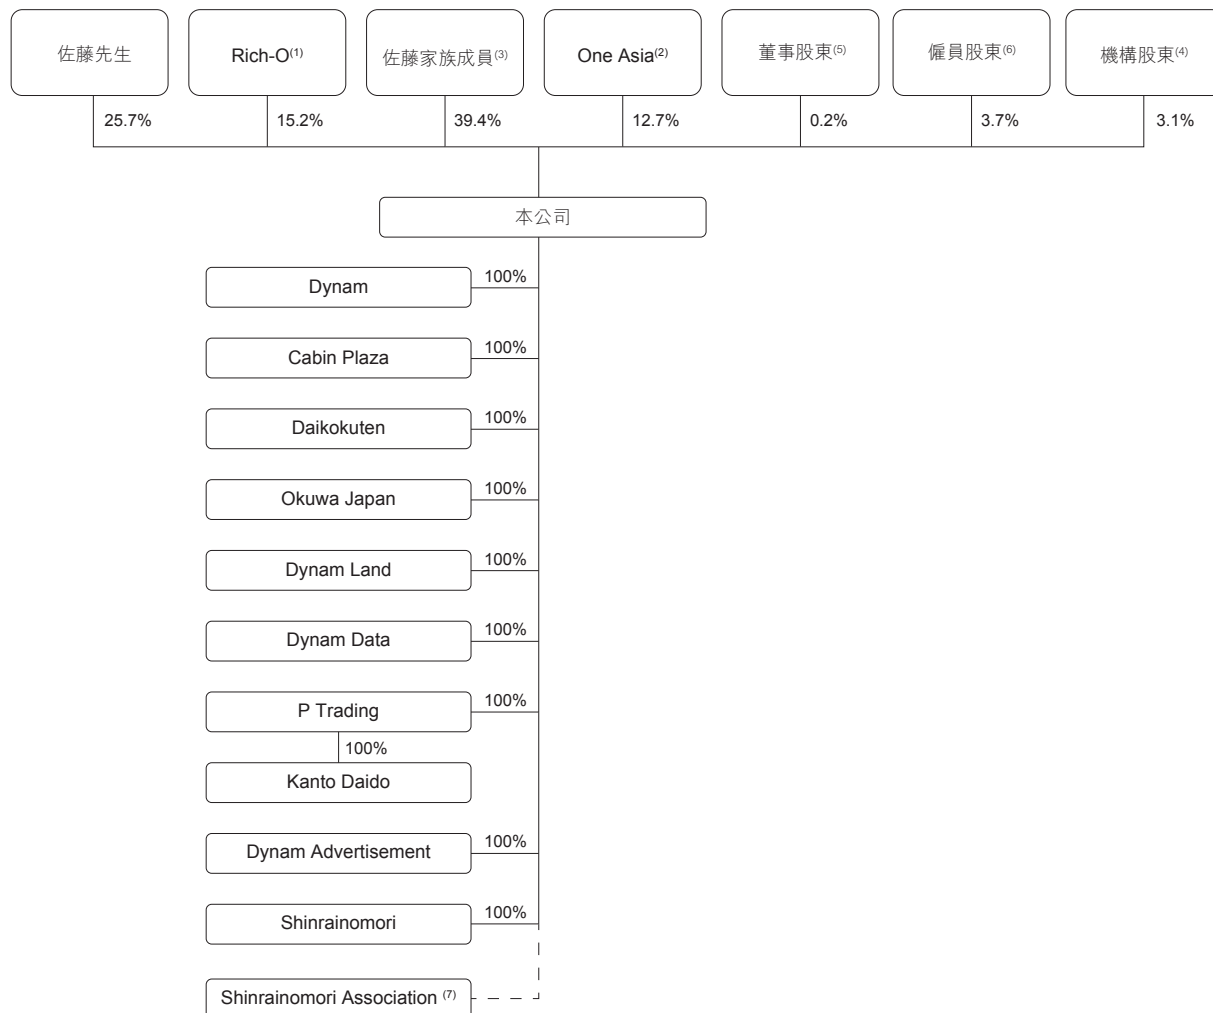 佐藤先生
Rich-O(1)
佐藤家族成員(3)
One Asia(2)
董事股東(5)
僱員股東(6)
機構股東(4)
25.7%
15.2%
39.4%
12.7%
0.2%
3.7%
3.1%
本公司
Dynam
100%
Cabin Plaza
100%
Daikokuten
100%
Okuwa Japan
100%
Dynam Land
100%
Dynam Data
100%
P Trading
100%
100%
Kanto Daido
Dynam Advertisement
100%
Shinrainomori
100%
Shinrainomori Association (7)